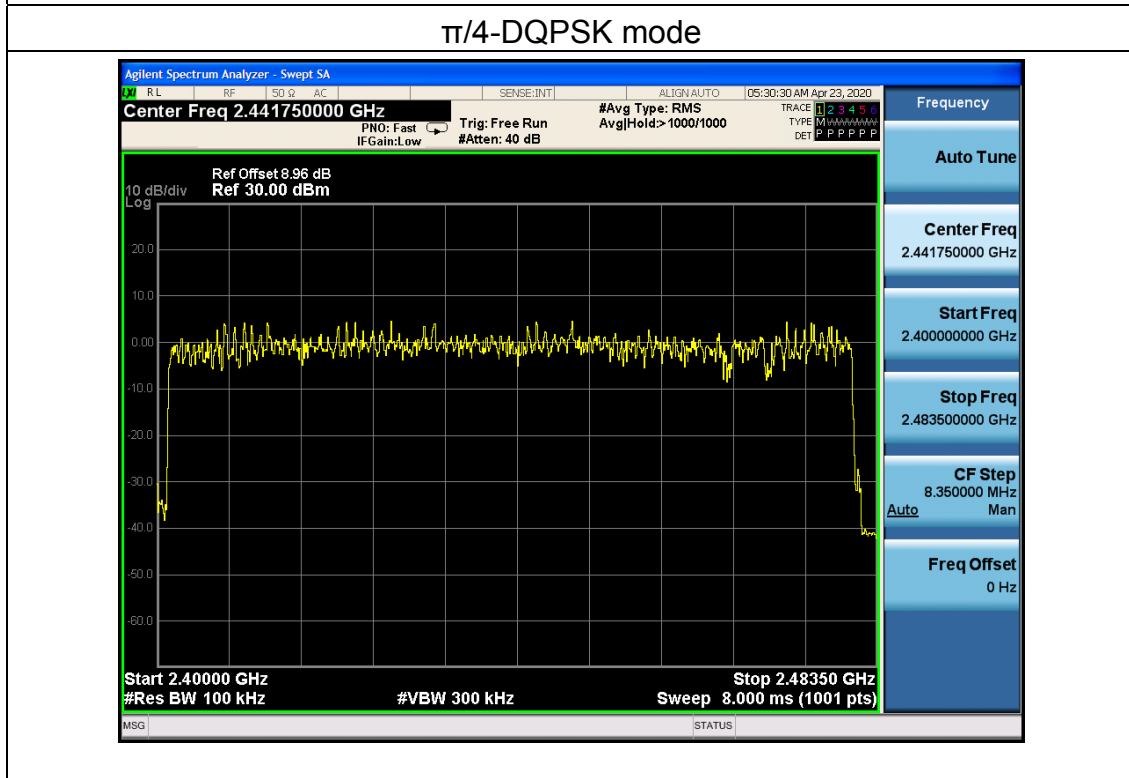 π/4-DQPSK mode
Agilent Spectrum Analyzer - Swept SA
LXI RL RF 50 Ω AC SENSE:INT ALIGN AUTO 05:30:30 AM Apr 23, 2020
Center Freq 2.441750000 GHz
PNO: Fast
IFGain:Low
Trig: Free Run
#Atten: 40 dB
#Avg Type: RMS
Avg|Hold:>1000/1000
TRACE 1 2 3 4 5 6
TYPE M WWWWW
DET P P P P P P
Frequency
Auto Tune
Center Freq
2.441750000 GHz
Start Freq
2.400000000 GHz
Stop Freq
2.483500000 GHz
CF Step
8.350000 MHz
Auto Man
Freq Offset
0 Hz
Ref Offset 8.96 dB
10 dB/div Ref 30.00 dBm
Log
20.0
10.0
0.00
-10.0
-20.0
-30.0
-40.0
-50.0
-60.0
Start 2.40000 GHz Stop 2.48350 GHz
#Res BW 100 kHz #VBW 300 kHz Sweep 8.000 ms (1001 pts)
MSG STATUS